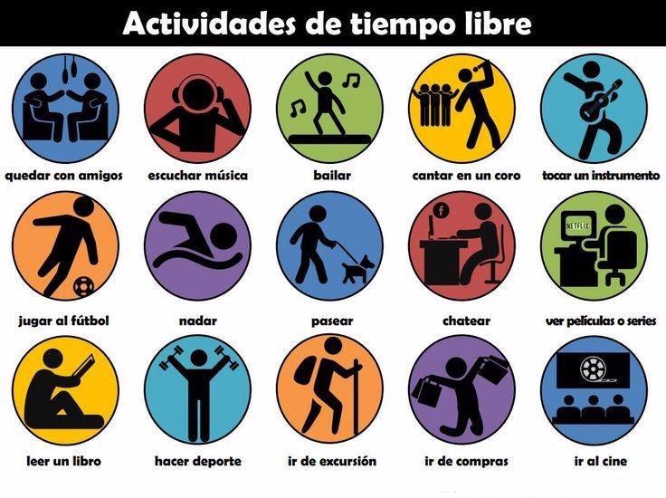 Actividades de tiempo libre
quedar con amigos
escuchar música
bailar
cantar en un coro
tocar un instrumento
f
NETFLIX
jugar al fútbol
nadar
pasear
chatear
ver películas o series
leer un libro
hacer deporte
ir de excursión
ir de compras
ir al cine